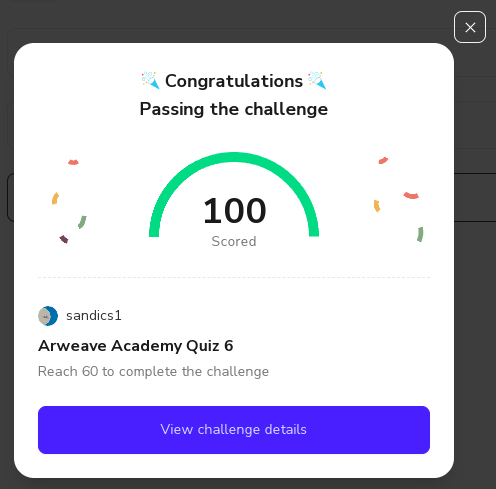 Congratulations
Passing the challenge
100
Scored
sandics1
Arweave Academy Quiz 6
Reach 60 to complete the challenge
View challenge details